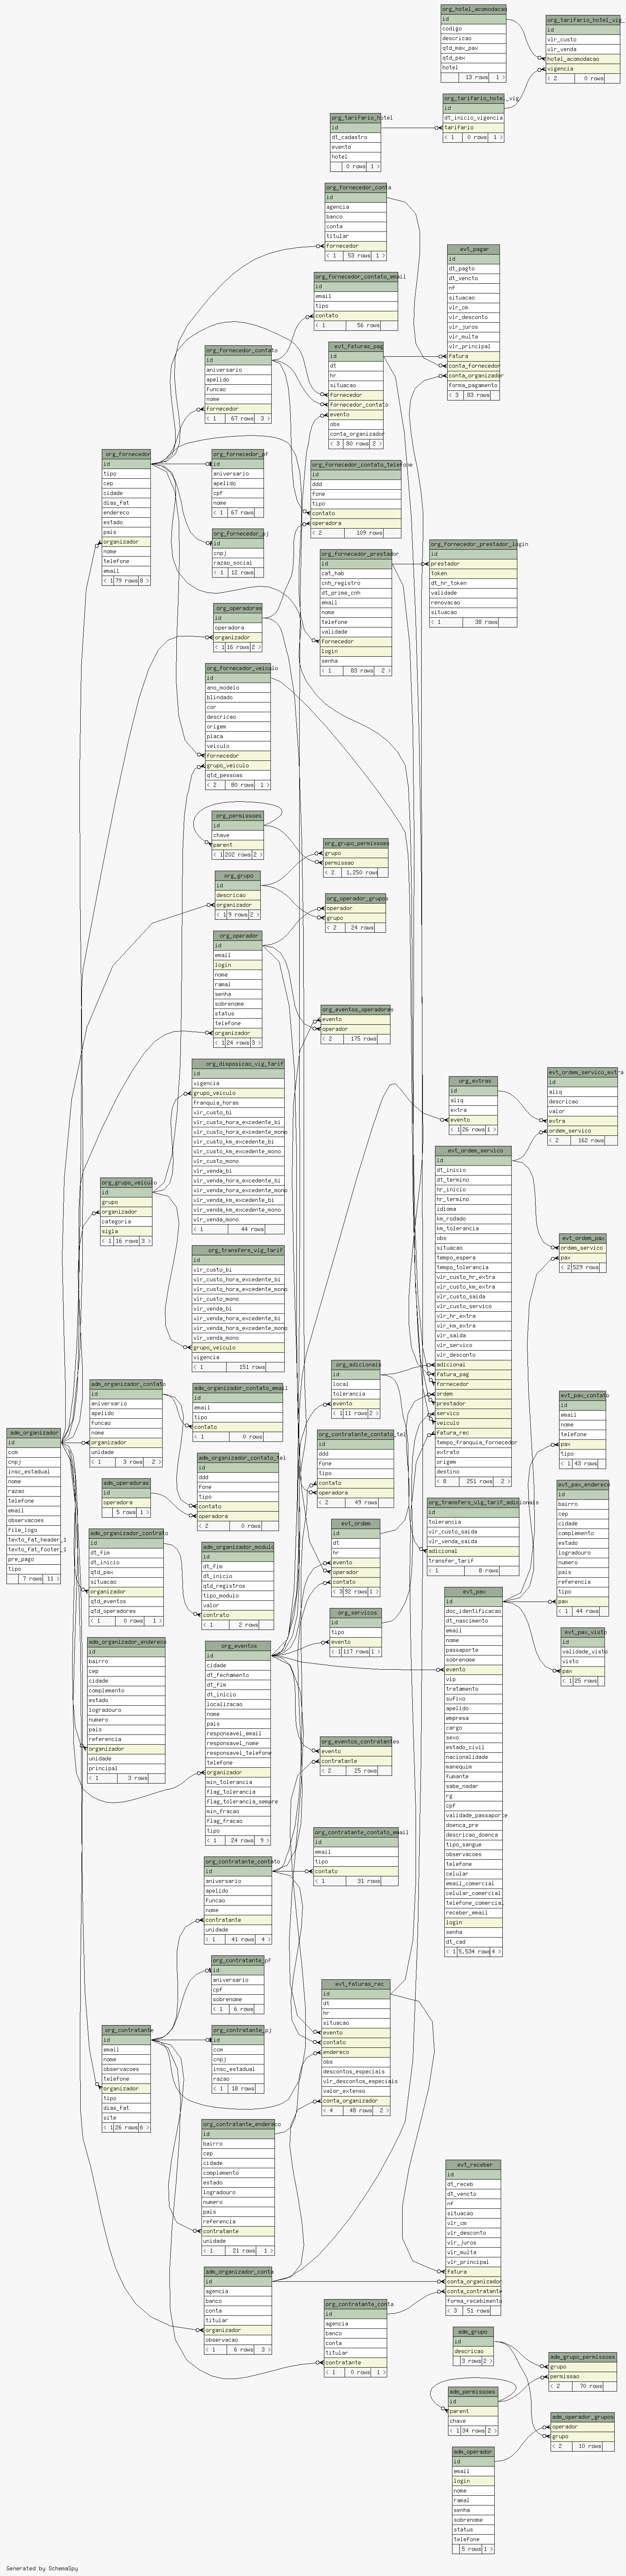 org_hotel_acomodacao
id
codigo
descricao
qtd_max_pax
qtd_pax
hotel
13 rows 1 >
org_tarifario_hotel_vig_
id
vlr_custo
vlr_venda
hotel_acomodacao
vigencia
< 2 0 rows
org_tarifario_hotel_vig
id
dt_inicio_vigencia
tarifario
< 1 0 rows 1 >
org_tarifario_hotel
id
dt_cadastro
evento
hotel
0 rows 1 >
org_fornecedor_conta
id
agencia
banco
conta
titular
fornecedor
< 1 53 rows 1 >
evt_pagar
id
dt_pagto
dt_vencto
nf
situacao
vlr_cm
vlr_desconto
vlr_juros
vlr_multa
vlr_principal
fatura
conta_fornecedor
conta_organizador
forma_pagamento
< 3 83 rows
org_fornecedor_contato_email
id
email
tipo
contato
< 1 56 rows
org_fornecedor_contato
id
aniversario
apelido
funcao
nome
fornecedor
< 1 67 rows 3 >
evt_faturas_pag
id
dt
hr
situacao
fornecedor
fornecedor_contato
evento
obs
conta_organizador
< 3 80 rows 2 >
org_fornecedor
id
tipo
cep
cidade
dias_fat
endereco
estado
pais
organizador
nome
telefone
email
< 1 79 rows 8 >
org_fornecedor_pf
id
aniversario
apelido
cpf
nome
< 1 67 rows
org_fornecedor_contato_telefone
id
ddd
fone
tipo
contato
operadora
< 2 109 rows
org_fornecedor_pj
id
cnpj
razao_social
< 1 12 rows
org_fornecedor_prestador
id
cat_hab
cnh_registro
dt_prime_cnh
email
nome
telefone
validade
fornecedor
login
senha
< 1 83 rows 2 >
org_fornecedor_prestador_login
id
prestador
token
dt_hr_token
validade
renovacao
situacao
< 1 38 rows
org_operadoras
id
operadora
organizador
< 1 16 rows 2 >
org_fornecedor_veiculo
id
ano_modelo
blindado
cor
descricao
origem
placa
veiculo
fornecedor
grupo_veiculo
qtd_pessoas
< 2 80 rows 1 >
org_permissoes
id
chave
parent
< 1 202 rows 2 >
org_grupo_permissoes
grupo
permissao
< 2 1,250 rows
org_grupo
id
descricao
organizador
< 1 9 rows 2 >
org_operador_grupos
operador
grupo
< 2 24 rows
org_operador
id
email
login
nome
ramal
senha
sobrenome
status
telefone
organizador
< 1 24 rows 3 >
org_eventos_operadores
evento
operador
< 2 175 rows
org_disposicao_vig_tarif
id
vigencia
grupo_veiculo
franquia_horas
vlr_custo_bi
vlr_custo_hora_excedente_bi
vlr_custo_hora_excedente_mono
vlr_custo_km_excedente_bi
vlr_custo_km_excedente_mono
vlr_custo_mono
vlr_venda_bi
vlr_venda_hora_excedente_bi
vlr_venda_hora_excedente_mono
vlr_venda_km_excedente_bi
vlr_venda_km_excedente_mono
vlr_venda_mono
< 1 44 rows
org_extras
id
aliq
extra
evento
< 1 26 rows 1 >
evt_ordem_servico_extra
id
aliq
descricao
valor
extra
ordem_servico
< 2 162 rows
evt_ordem_servico
id
dt_inicio
dt_termino
hr_inicio
hr_termino
idioma
km_rodado
km_tolerancia
obs
situacao
tempo_espera
tempo_tolerancia
vlr_custo_hr_extra
vlr_custo_km_extra
vlr_custo_saida
vlr_custo_servico
vlr_hr_extra
vlr_km_extra
vlr_saida
vlr_servico
vlr_desconto
adicional
fatura_pag
fornecedor
ordem
prestador
servico
veiculo
fatura_rec
tempo_franquia_fornecedor
extrato
origem
destino
< 8 251 rows 2 >
org_grupo_veiculo
id
grupo
organizador
categoria
sigla
< 1 16 rows 3 >
evt_ordem_pax
ordem_servico
pax
< 2 529 rows
org_transfers_vig_tarif
id
vlr_custo_bi
vlr_custo_hora_excedente_bi
vlr_custo_hora_excedente_mono
vlr_custo_mono
vlr_venda_bi
vlr_venda_hora_excedente_bi
vlr_venda_hora_excedente_mono
vlr_venda_mono
grupo_veiculo
vigencia
< 1 151 rows
org_adicionais
id
local
tolerancia
evento
< 1 11 rows 2 >
adm_organizador_contato
id
aniversario
apelido
funcao
nome
organizador
unidade
< 1 3 rows 2 >
adm_organizador_contato_email
id
email
tipo
contato
< 1 0 rows
evt_pax_contato
id
email
nome
telefone
pax
tipo
< 1 43 rows
adm_organizador
id
ccm
cnpj
insc_estadual
nome
razao
telefone
email
observacoes
file_logo
texto_fat_header_1
texto_fat_footer_1
pre_pago
tipo
7 rows 11 >
org_contratante_contato_tel
id
ddd
fone
tipo
contato
operadora
< 2 49 rows
adm_organizador_contato_tel
id
ddd
fone
tipo
contato
operadora
< 2 0 rows
adm_operadoras
id
operadora
5 rows 1 >
evt_pax_endereco
id
bairro
cep
cidade
complemento
estado
logradouro
numero
pais
referencia
tipo
pax
< 1 44 rows
org_transfers_vig_tarif_adicionais
id
tolerancia
vlr_custo_saida
vlr_venda_saida
adicional
transfer_tarif
< 1 8 rows
evt_ordem
id
dt
hr
evento
operador
contato
< 3 92 rows 1 >
adm_organizador_contrato
id
dt_fim
dt_inicio
qtd_pax
situacao
organizador
qtd_eventos
qtd_operadores
< 1 0 rows 1 >
adm_organizador_modulo
id
dt_fim
dt_inicio
qtd_registros
tipo_modulo
valor
contrato
< 1 2 rows
evt_pax
id
doc_identificacao
dt_nascimento
email
nome
passaporte
sobrenome
evento
vip
tratamento
sufixo
apelido
empresa
cargo
sexo
estado_civil
nacionalidade
manequim
fumante
sabe_nadar
rg
cpf
validade_passaporte
doenca_pre
descricao_doenca
tipo_sangue
observacoes
telefone
celular
email_comercial
celular_comercial
telefone_comercial
receber_email
login
senha
dt_cad
< 1 5,534 rows 4 >
org_servicos
id
tipo
evento
< 1 117 rows 1 >
evt_pax_visto
id
validade_visto
visto
pax
< 1 25 rows
adm_organizador_endereco
id
bairro
cep
cidade
complemento
estado
logradouro
numero
pais
referencia
organizador
unidade
principal
< 1 3 rows
org_eventos
id
cidade
dt_fechamento
dt_fim
dt_inicio
localizacao
nome
pais
responsavel_email
responsavel_nome
responsavel_telefone
telefone
organizador
min_tolerancia
flag_tolerancia
flag_tolerancia_sempre
min_fracao
flag_fracao
tipo
< 1 24 rows 9 >
org_eventos_contratantes
evento
contratante
< 2 25 rows
org_contratante_contato_email
id
email
tipo
contato
< 1 31 rows
org_contratante_contato
id
aniversario
apelido
funcao
nome
contratante
unidade
< 1 41 rows 4 >
org_contratante_pf
id
aniversario
cpf
sobrenome
< 1 6 rows
evt_faturas_rec
id
dt
hr
situacao
evento
contato
endereco
obs
descontos_especiais
vlr_descontos_especiais
valor_extenso
conta_organizador
< 4 48 rows 2 >
org_contratante
id
email
nome
observacoes
telefone
organizador
tipo
dias_fat
site
< 1 26 rows 6 >
org_contratante_pj
id
ccm
cnpj
insc_estadual
razao
< 1 18 rows
org_contratante_endereco
id
bairro
cep
cidade
complemento
estado
logradouro
numero
pais
referencia
contratante
unidade
< 1 21 rows 1 >
evt_receber
id
dt_receb
dt_vencto
nf
situacao
vlr_cm
vlr_desconto
vlr_juros
vlr_multa
vlr_principal
fatura
conta_organizador
conta_contratante
forma_recebimento
< 3 51 rows
adm_organizador_conta
id
agencia
banco
conta
titular
organizador
observacao
< 1 6 rows 3 >
org_contratante_conta
id
agencia
banco
conta
titular
contratante
< 1 0 rows 1 >
adm_grupo
id
descricao
3 rows 2 >
adm_grupo_permissoes
grupo
permissao
< 2 70 rows
adm_permissoes
id
parent
chave
< 1 34 rows 2 >
adm_operador_grupos
operador
grupo
< 2 10 rows
adm_operador
id
email
login
nome
ramal
senha
sobrenome
status
telefone
5 rows 1 >
Generated by SchemaSpy